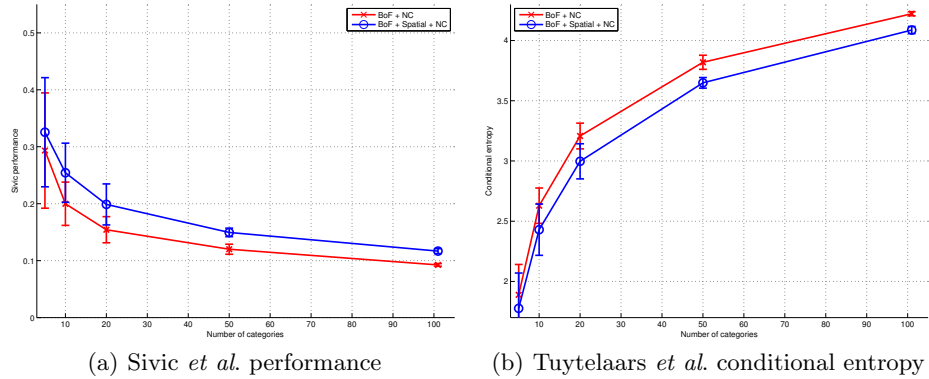 BoF + NC
BoF + Spatial + NC
0.5
0.4
0.3
0.2
0.1
0
Sivic performance
10 20 30 40 50 60 70 80 90 100
Number of categories
(a) Sivic et al. performance
BoF + NC
BoF + Spatial + NC
4
3.5
3
2.5
2
Conditional entropy
10 20 30 40 50 60 70 80 90 100
Number of categories
(b) Tuytelaars et al. conditional entropy